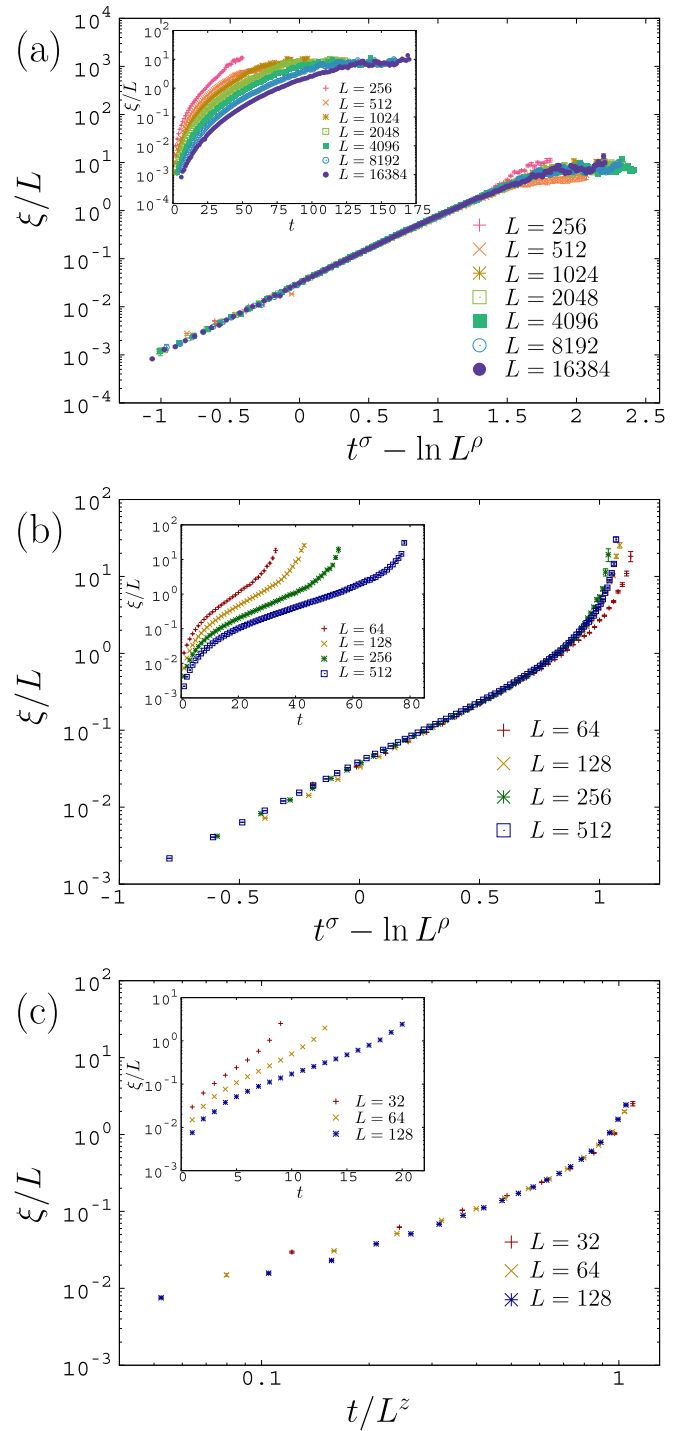 (a)
ξ/L
10^4
10^3
10^2
10^1
10^0
10^-1
10^-2
10^-3
10^-4
-1 -0.5 0 0.5 1 1.5 2 2.5
t^σ − ln L^ρ
ξ/L
10^2
10^1
10^0
10^-1
10^-2
10^-3
10^-4
0 25 50 75 100 125 150 175
t
L = 256
L = 512
L = 1024
L = 2048
L = 4096
L = 8192
L = 16384
L = 256
L = 512
L = 1024
L = 2048
L = 4096
L = 8192
L = 16384
(b)
ξ/L
10^2
10^1
10^0
10^-1
10^-2
10^-3
-1 -0.5 0 0.5 1
t^σ − ln L^ρ
ξ/L
10^2
10^1
10^0
10^-1
10^-2
10^-3
0 20 40 60 80
t
L = 64
L = 128
L = 256
L = 512
L = 64
L = 128
L = 256
L = 512
(c)
ξ/L
10^2
10^1
10^0
10^-1
10^-2
10^-3
0.1 1
t/L^z
ξ/L
10^1
10^0
10^-1
10^-2
10^-3
0 5 10 15 20
t
L = 32
L = 64
L = 128
L = 32
L = 64
L = 128